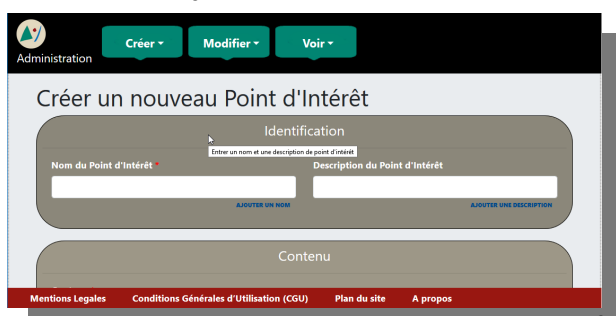 Créer Modifier Voir
Administration
Créer un nouveau Point d'Intérêt
Identification
Entrer un nom et une description de point d'intérêt
Nom du Point d'Intérêt * Description du Point d'Intérêt
AJOUTER UN NOM AJOUTER UNE DESCRIPTION
Contenu
Mentions Legales Conditions Générales d'Utilisation (CGU) Plan du site A propos